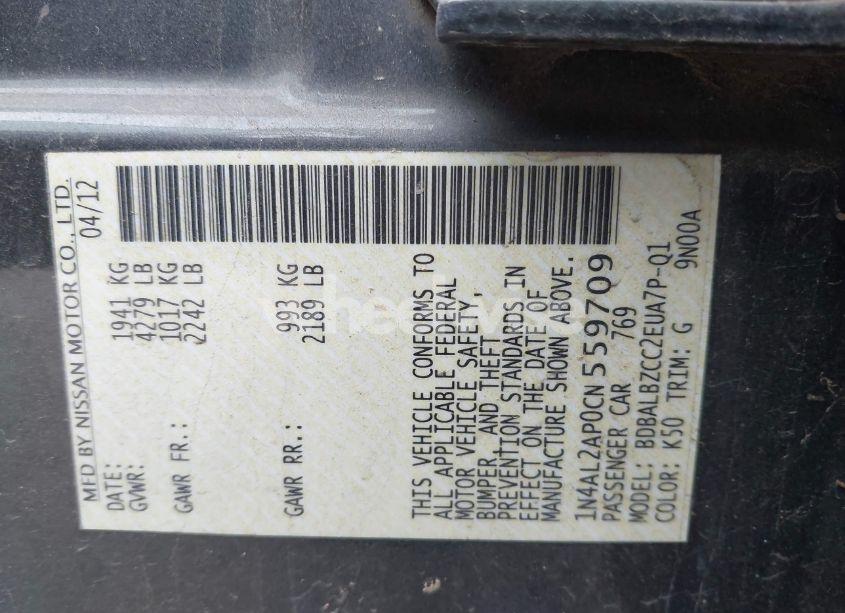 MFD BY NISSAN MOTOR CO., LTD.
DATE: 04/12
GVWR: 1941 KG
4279 LB
GAWR FR.: 1017 KG
2242 LB
GAWR RR.: 993 KG
2189 LB
THIS VEHICLE CONFORMS TO
ALL APPLICABLE FEDERAL
MOTOR VEHICLE SAFETY,
BUMPER, AND THEFT
PREVENTION STANDARDS IN
EFFECT ON THE DATE OF
MANUFACTURE SHOWN ABOVE.
1N4AL2AP0CN559709
PASSENGER CAR 769
MODEL: BDBALBZCC2EUA7P-Q1
COLOR: K50 TRIM: G 9N00A